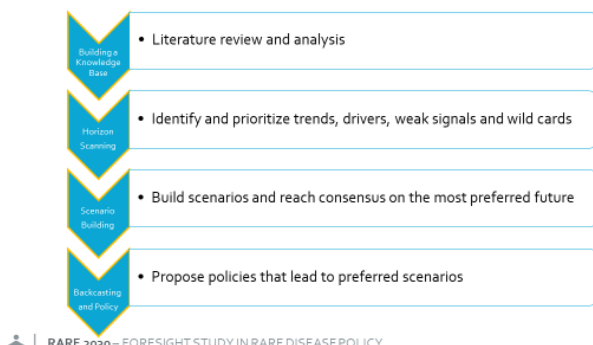 Building a
Knowledge
Base
• Literature review and analysis
Horizon
Scanning
• Identify and prioritize trends, drivers, weak signals and wild cards
Scenario
Building
• Build scenarios and reach consensus on the most preferred future
Backcasting
and Policy
• Propose policies that lead to preferred scenarios
RARE 2030 – FORESIGHT STUDY IN RARE DISEASE POLICY